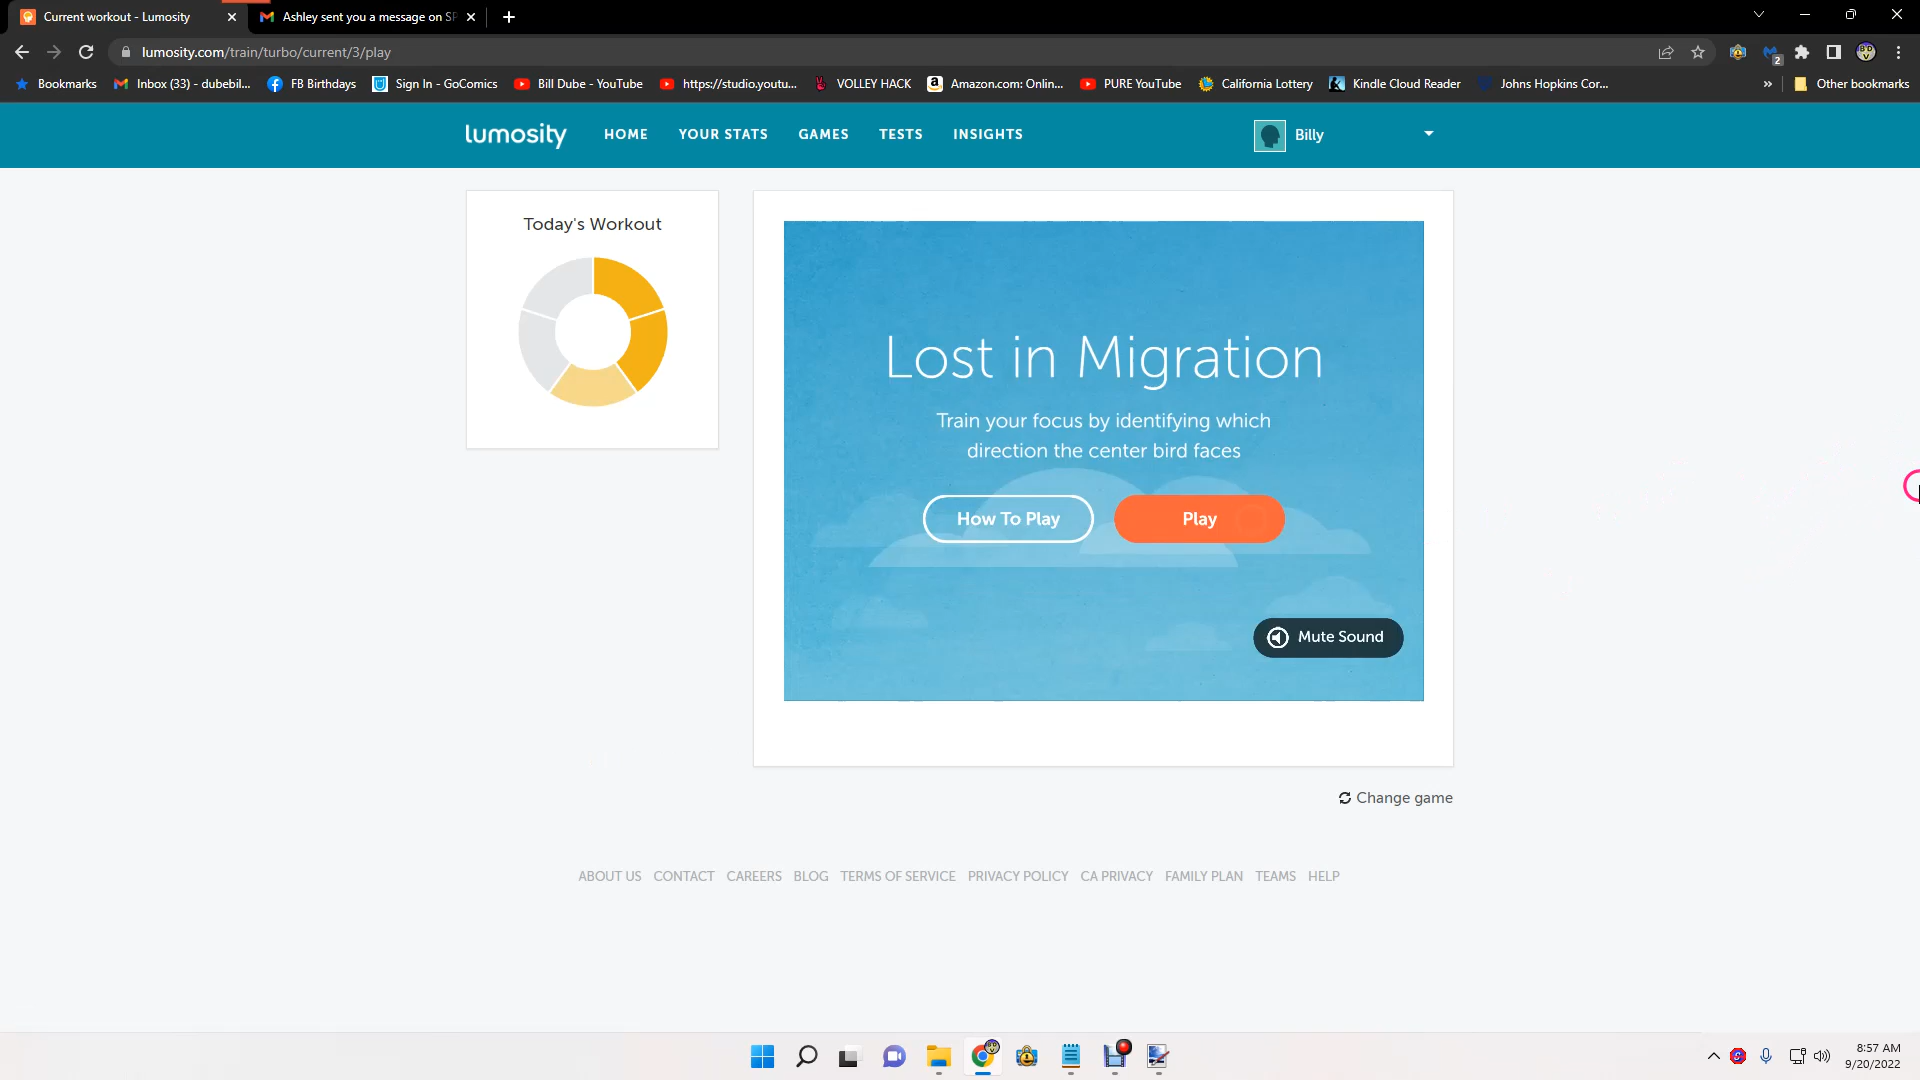 Current workout - Lumosity
Ashley sent you a message on SP
lumosity.com/train/turbo/current/3/play
2
Bookmarks
Inbox (33) - dubebil...
FB Birthdays
Sign In - GoComics
Bill Dube - YouTube
https://studio.youtu...
VOLLEY HACK
Amazon.com: Onlin...
PURE YouTube
California Lottery
Kindle Cloud Reader
Johns Hopkins Cor...
»
Other bookmarks
lumosity
HOME
YOUR STATS
GAMES
TESTS
INSIGHTS
Billy
Today's Workout
Lost in Migration
Train your focus by identifying which
direction the center bird faces
How To Play
Play
Mute Sound
Change game
ABOUT US CONTACT CAREERS BLOG TERMS OF SERVICE PRIVACY POLICY CA PRIVACY FAMILY PLAN TEAMS HELP
8:57 AM
9/20/2022